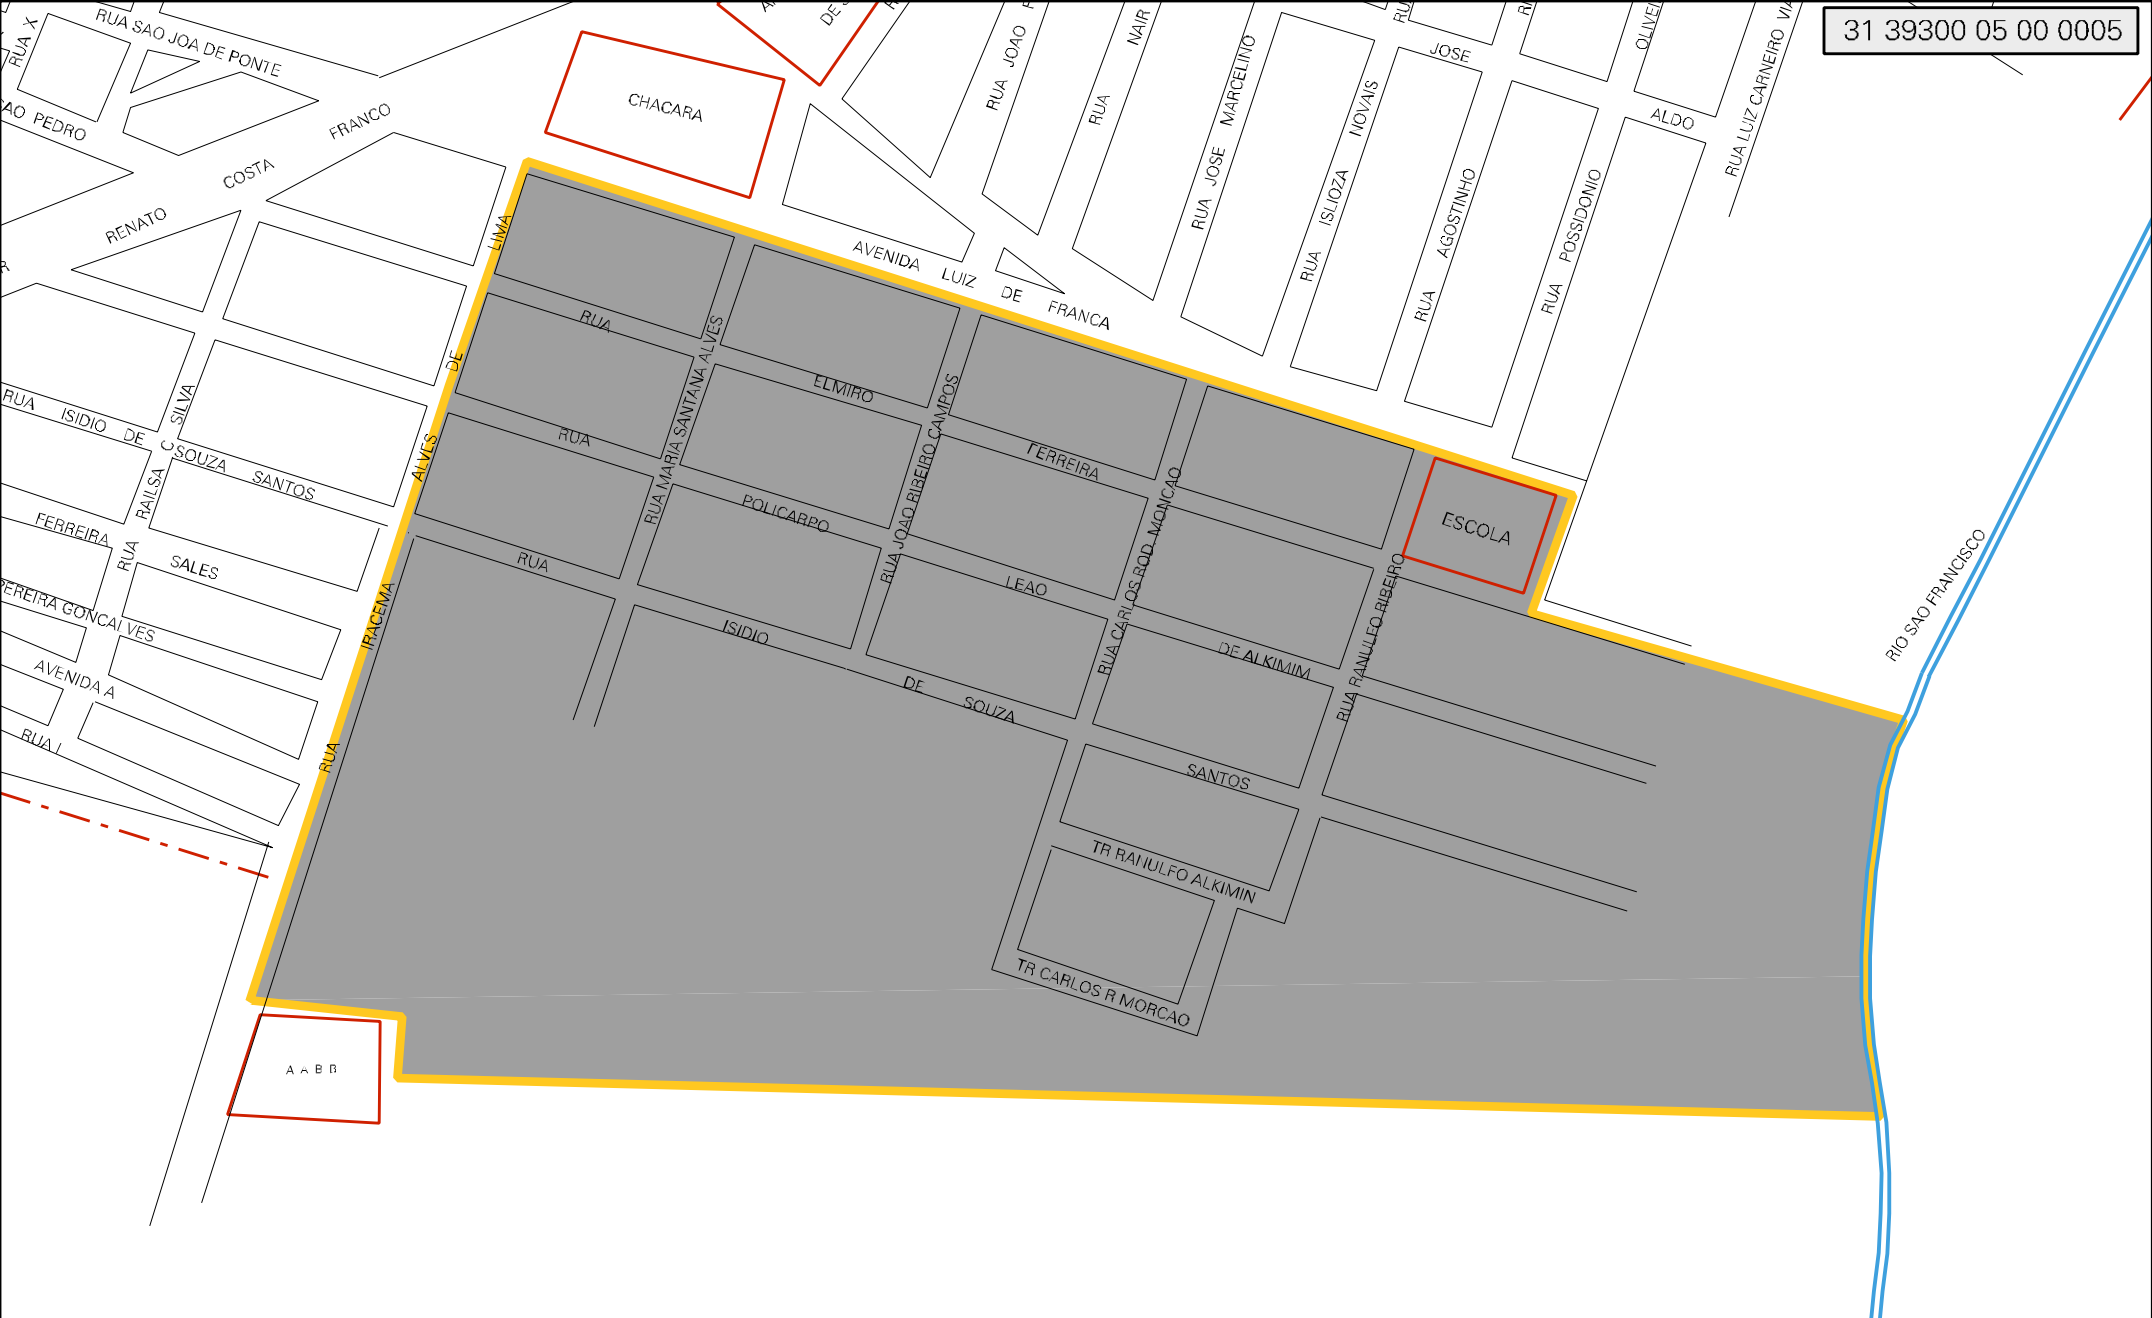 31 39300 05 00 0005
RUA X
RUA SAO JOA DE PONTE
PEDRO
RENATO COSTA FRANCO
CHACARA
DE
RUA JOAO
RUA NAIR
RUA JOSE MARCELINO
RUA ISLIOZA NOVAIS
JOSE
RUA AGOSTINHO
RUA POSSIDONIO
ALDO
RUA LUIZ CARNEIRO
AVENIDA LUIZ DE FRANCA
RUA IRACEMA ALVES DE LIMA
RUA ELMIRO FERREIRA
RUA POLICARPO LEAO DE ALKIMIM
RUA ISIDIO DE SOUZA SANTOS
RUA MARIA SANTANA ALVES
RUA JOAO RIBEIRO CAMPOS
RUA CARLOS ROD. MONCAO
RUA RANULFO RIBEIRO
ESCOLA
RIO SAO FRANCISCO
RUA ISIDIO DE SOUZA SANTOS
RUA RAILSA C SILVA
FERREIRA SALES
PEREIRA GONCALVES
AVENIDA A
RUA I
TR RANULFO ALKIMIN
TR CARLOS R MORCAO
A A B B